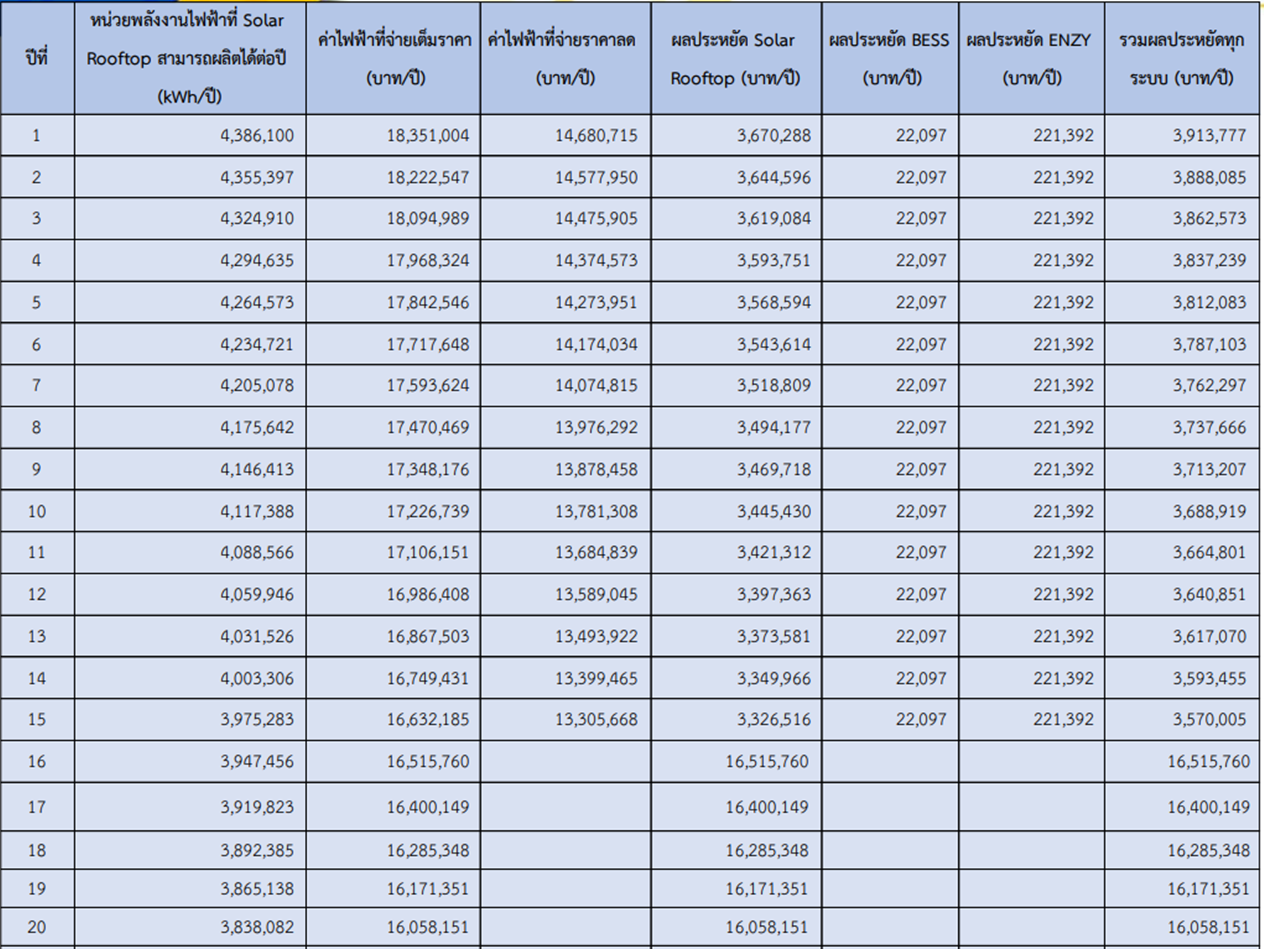 ปีที่ หน่วยพลังงานไฟฟ้าที่ Solar Rooftop สามารถผลิตได้ต่อปี (kWh/ปี) ค่าไฟฟ้าที่จ่ายเต็มราคา (บาท/ปี) ค่าไฟฟ้าที่จ่ายราคาลด (บาท/ปี) ผลประหยัด Solar Rooftop (บาท/ปี) ผลประหยัด BESS (บาท/ปี) ผลประหยัด ENZY (บาท/ปี) รวมผลประหยัดทุกระบบ (บาท/ปี)
1 4,386,100 18,351,004 14,680,715 3,670,288 22,097 221,392 3,913,777
2 4,355,397 18,222,547 14,577,950 3,644,596 22,097 221,392 3,888,085
3 4,324,910 18,094,989 14,475,905 3,619,084 22,097 221,392 3,862,573
4 4,294,635 17,968,324 14,374,573 3,593,751 22,097 221,392 3,837,239
5 4,264,573 17,842,546 14,273,951 3,568,594 22,097 221,392 3,812,083
6 4,234,721 17,717,648 14,174,034 3,543,614 22,097 221,392 3,787,103
7 4,205,078 17,593,624 14,074,815 3,518,809 22,097 221,392 3,762,297
8 4,175,642 17,470,469 13,976,292 3,494,177 22,097 221,392 3,737,666
9 4,146,413 17,348,176 13,878,458 3,469,718 22,097 221,392 3,713,207
10 4,117,388 17,226,739 13,781,308 3,445,430 22,097 221,392 3,688,919
11 4,088,566 17,106,151 13,684,839 3,421,312 22,097 221,392 3,664,801
12 4,059,946 16,986,408 13,589,045 3,397,363 22,097 221,392 3,640,851
13 4,031,526 16,867,503 13,493,922 3,373,581 22,097 221,392 3,617,070
14 4,003,306 16,749,431 13,399,465 3,349,966 22,097 221,392 3,593,455
15 3,975,283 16,632,185 13,305,668 3,326,516 22,097 221,392 3,570,005
16 3,947,456 16,515,760 16,515,760 16,515,760
17 3,919,823 16,400,149 16,400,149 16,400,149
18 3,892,385 16,285,348 16,285,348 16,285,348
19 3,865,138 16,171,351 16,171,351 16,171,351
20 3,838,082 16,058,151 16,058,151 16,058,151